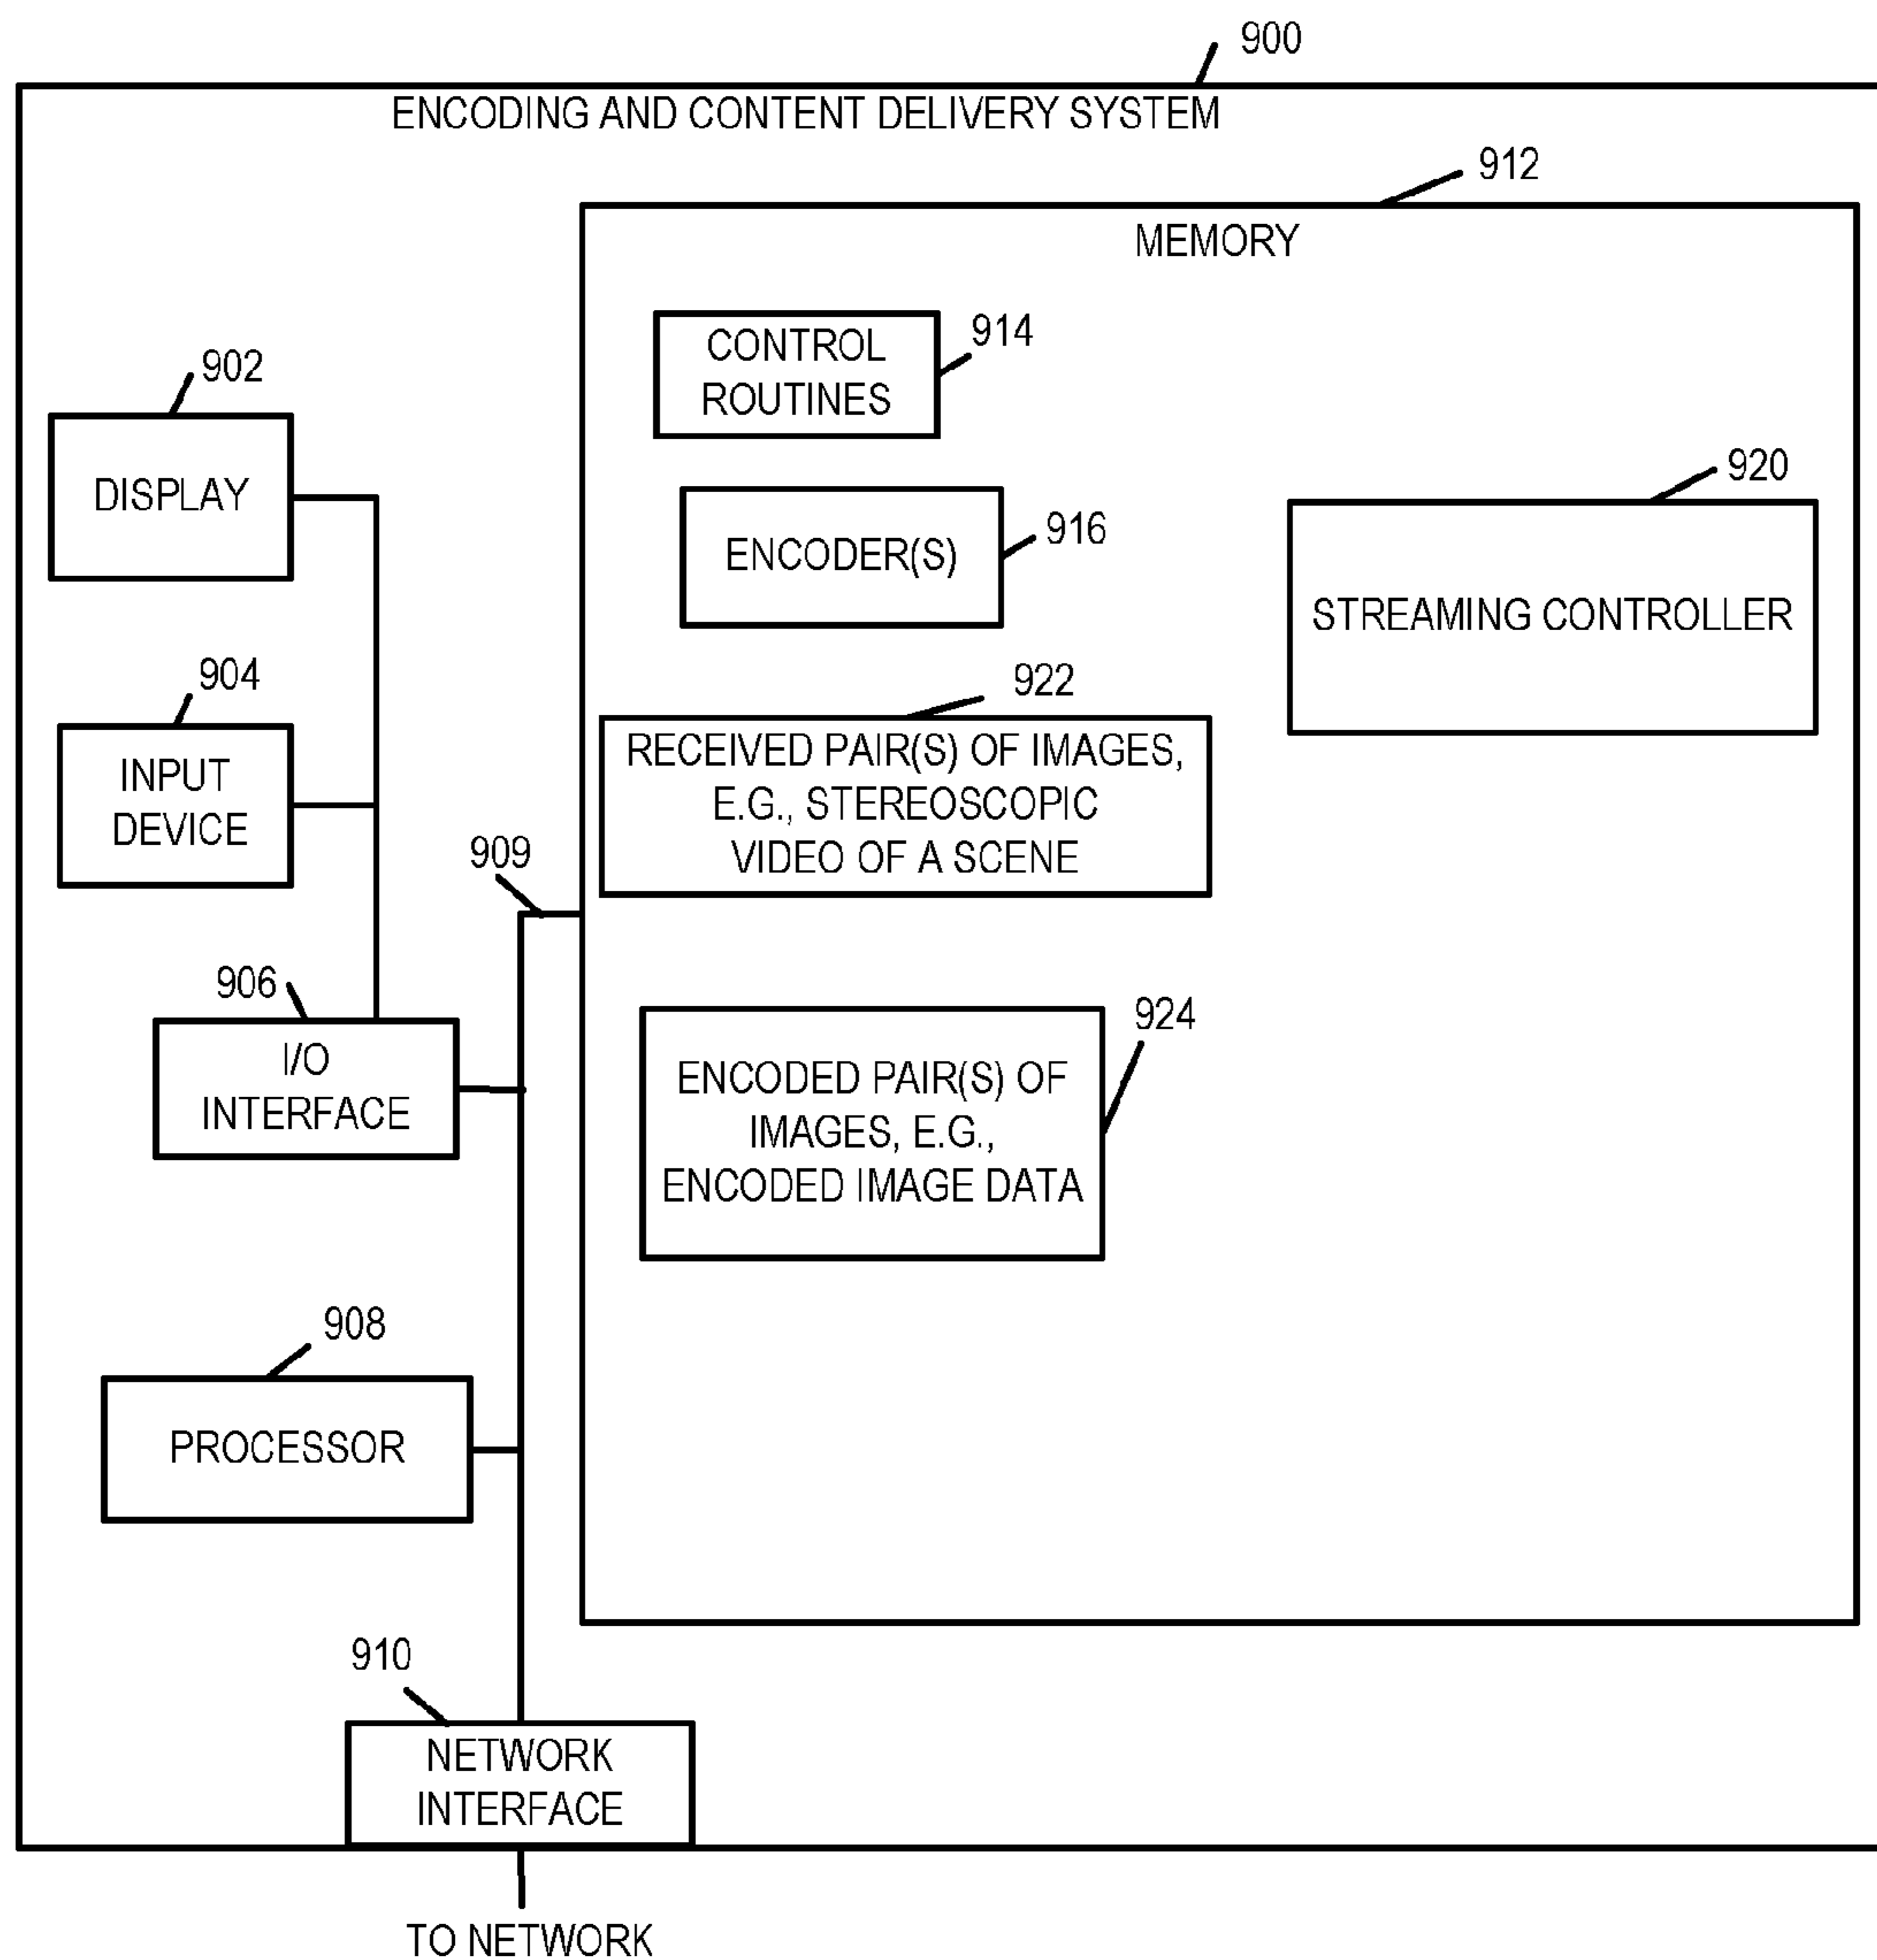 900
ENCODING AND CONTENT DELIVERY SYSTEM
912
MEMORY
914
CONTROL
ROUTINES
902
DISPLAY
916
ENCODER(S)
920
STREAMING CONTROLLER
904
INPUT
DEVICE
922
RECEIVED PAIR(S) OF IMAGES,
E.G., STEREOSCOPIC
VIDEO OF A SCENE
909
906
I/O
INTERFACE
924
ENCODED PAIR(S) OF
IMAGES, E.G.,
ENCODED IMAGE DATA
908
PROCESSOR
910
NETWORK
INTERFACE
TO NETWORK